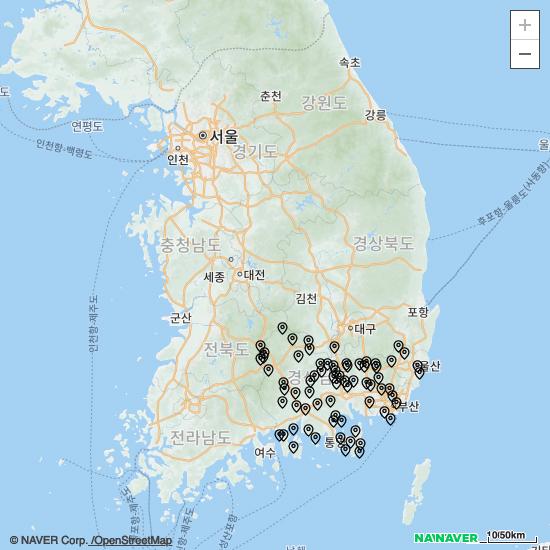 +
−
속초
춘천
강원도
강릉
도
연평도
서울
인천
경기도
인천항-백령도
울
후포항-울릉도(사동항)
충청남도
경상북도
세종
대전
인천항-제주도
김천
포항
군산
대구
전북도
울산
부산
전라남도
여수
© NAVER Corp. /OpenStreetMap
NAVER
10/50km